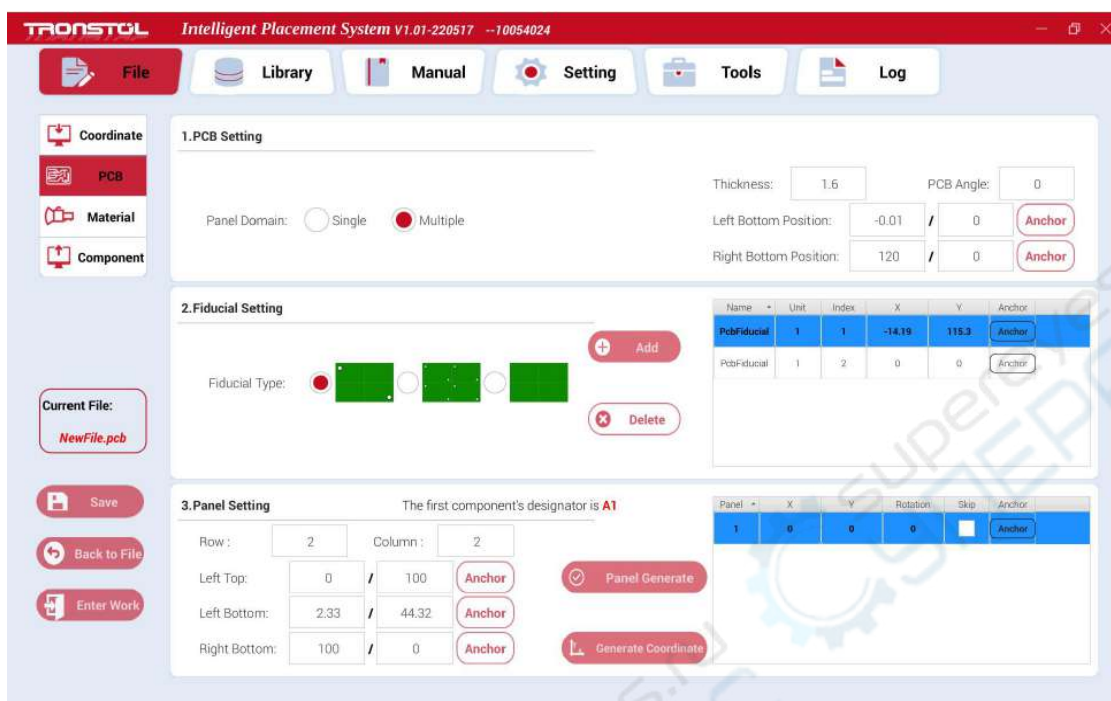 TRONSTOL Intelligent Placement System V1.01-220517 --10054024
File Library Manual Setting Tools Log
Coordinate
PCB
Material
Component
Current File:
NewFile.pcb
Save
Back to File
Enter Work
1.PCB Setting
Thickness: 1.6 PCB Angle: 0
Panel Domain: Single Multiple
Left Bottom Position: -0.01 / 0 Anchor
Right Bottom Position: 120 / 0 Anchor
2.Fiducial Setting
Fiducial Type:
Add
Delete
Name Unit Index X Y Anchor
PcbFiducial 1 1 -14.19 115.3 Anchor
PcbFiducial 1 2 0 0 Anchor
3.Panel Setting The first component's designator is A1
Row : 2 Column : 2
Left Top: 0 / 100 Anchor
Left Bottom: 2.33 / 44.32 Anchor
Right Bottom: 100 / 0 Anchor
Panel Generate
Generate Coordinate
Panel X Y Rotation Skip Anchor
1 0 0 0 Anchor
supereyes